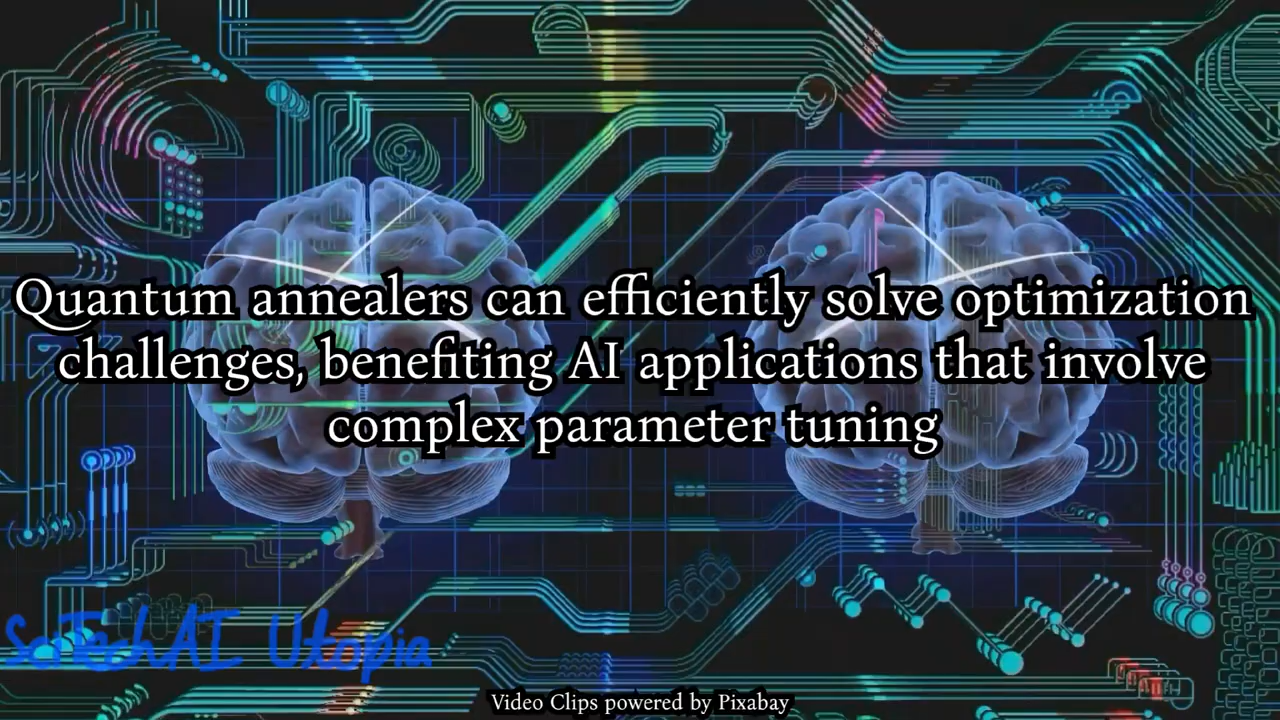 Quantum annealers can efficiently solve optimization
challenges, benefiting AI applications that involve
complex parameter tuning
SciTechAI Utopia
Video Clips powered by Pixabay